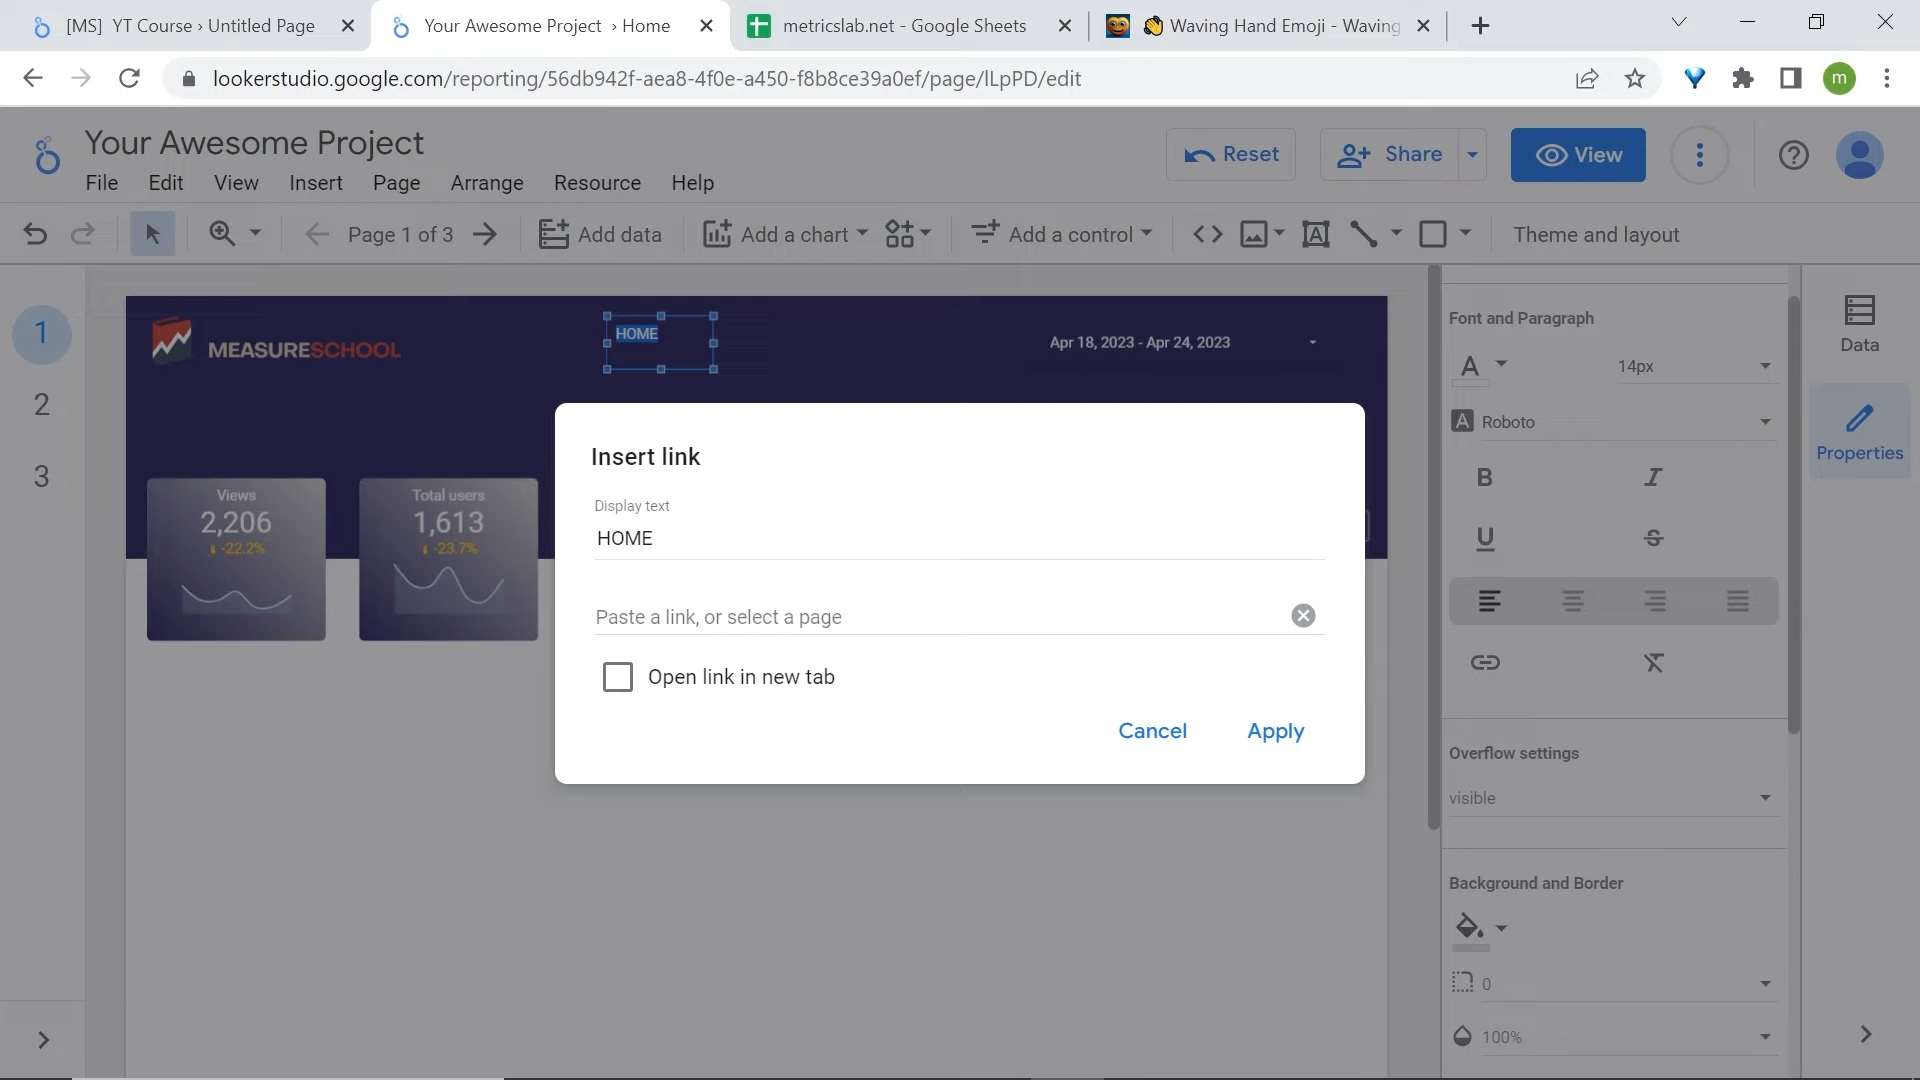 [MS] YT Course › Untitled Page
Your Awesome Project › Home
metricslab.net - Google Sheets
👋 Waving Hand Emoji - Waving
lookerstudio.google.com/reporting/56db942f-aea8-4f0e-a450-f8b8ce39a0ef/page/lLpPD/edit
m
Your Awesome Project
File Edit View Insert Page Arrange Resource Help
Reset
Share
View
Page 1 of 3
Add data
Add a chart
Add a control
Theme and layout
1
2
3
MEASURESCHOOL
HOME
Apr 18, 2023 - Apr 24, 2023
Views
2,206
-22.2%
Total users
1,613
-23.7%
Insert link
Display text
HOME
Paste a link, or select a page
Open link in new tab
Cancel Apply
Font and Paragraph
A
14px
A Roboto
B I
U S
Overflow settings
visible
Background and Border
0
100%
Data
Properties